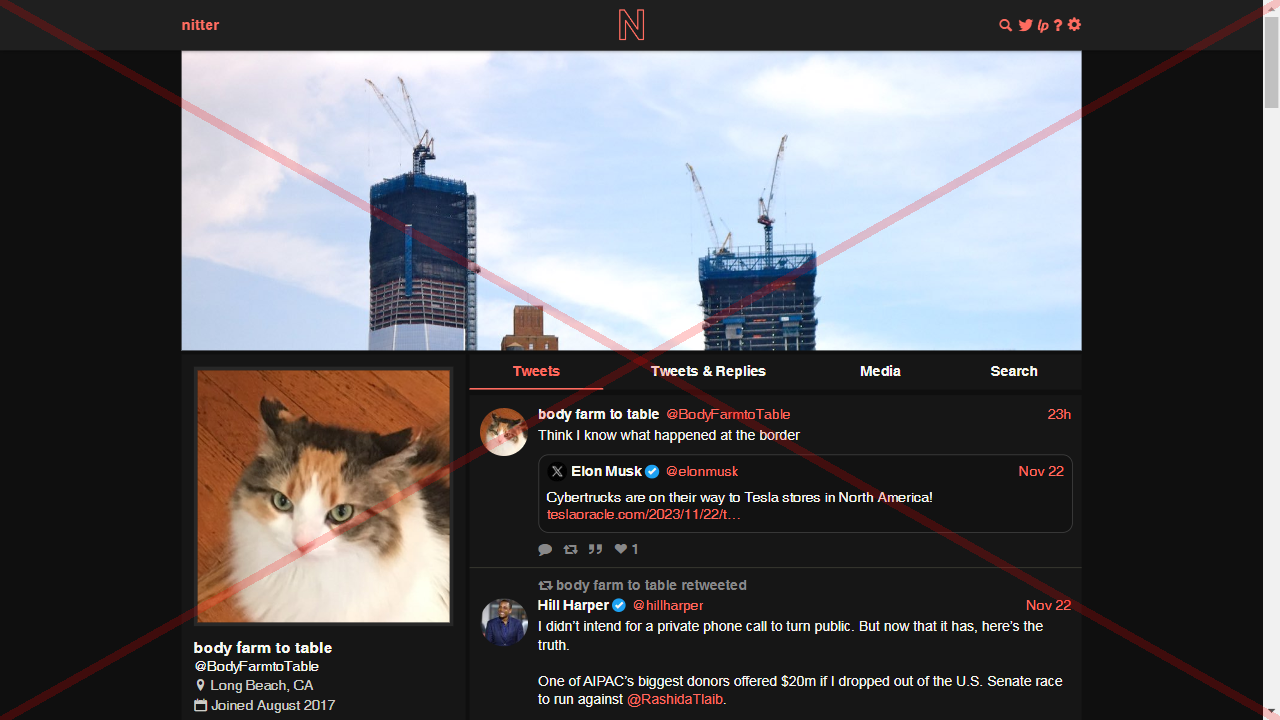 nitter
N
lp ?
Tweets
Tweets & Replies
Media
Search
body farm to table @BodyFarmtoTable 23h
Think I know what happened at the border
X Elon Musk @elonmusk Nov 22
Cybertrucks are on their way to Tesla stores in North America!
teslaoracle.com/2023/11/22/t…
1
body farm to table retweeted
Hill Harper @hillharper Nov 22
I didn’t intend for a private phone call to turn public. But now that it has, here’s the
truth.
One of AIPAC’s biggest donors offered $20m if I dropped out of the U.S. Senate race
to run against @RashidaTlaib.
body farm to table
@BodyFarmtoTable
Long Beach, CA
Joined August 2017